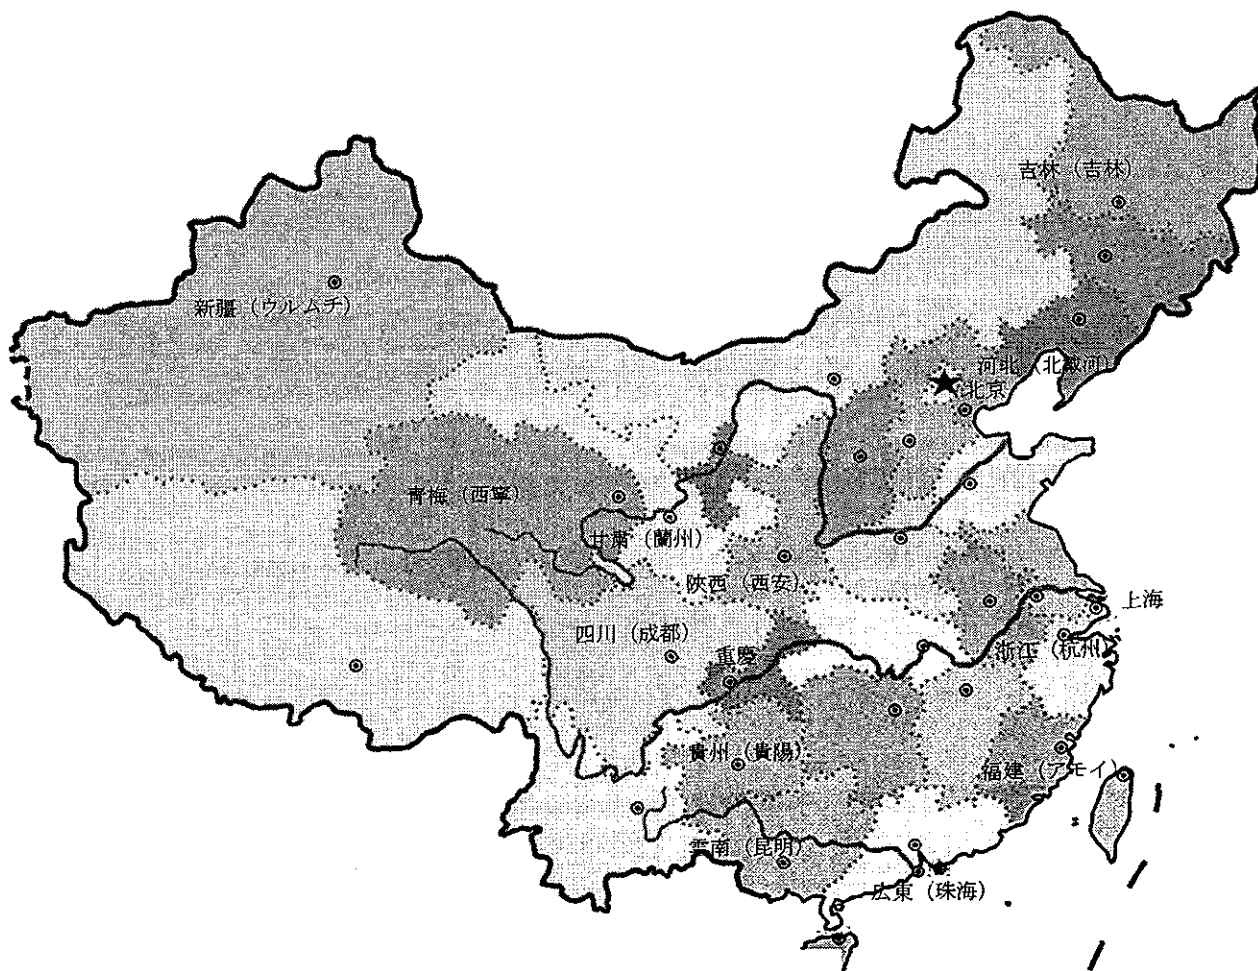 吉林（吉林）
新疆（ウルムチ）
河北（北戴河）
北京
青梅（西寧）
甘粛（蘭州）
陝西（西安）
上海
四川（成都）
浙江（杭州）
重慶
貴州（貴陽）
福建（アモイ）
雲南（昆明）
広東（珠海）